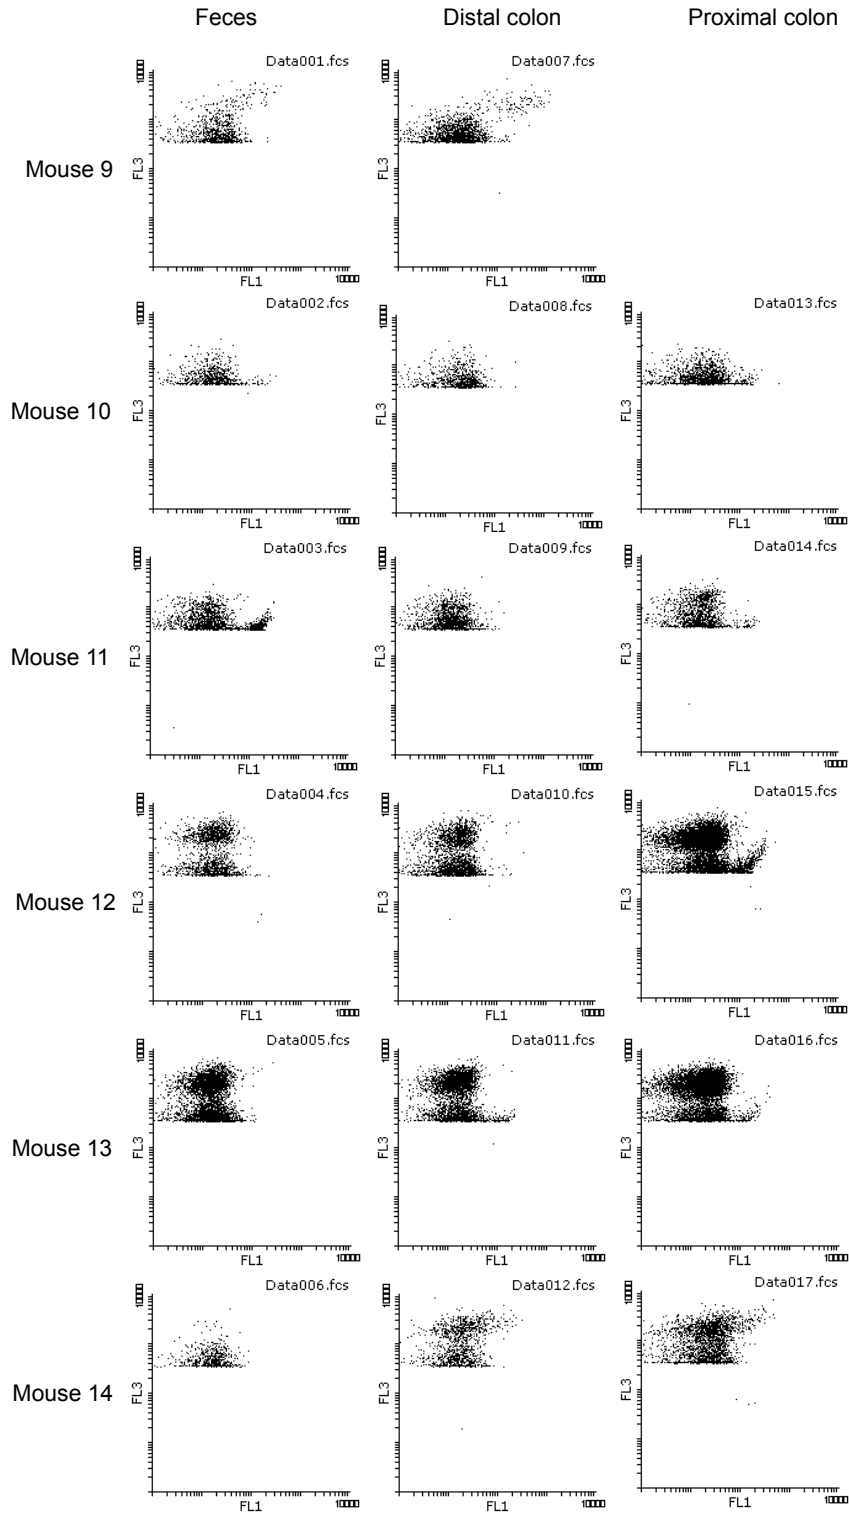 Feces Distal colon Proximal colon
Data001.fcs Data007.fcs
Mouse 9
FL3 FL3
FL1 FL1
Data002.fcs Data008.fcs Data013.fcs
Mouse 10
FL3 FL3 FL3
FL1 FL1 FL1
Data003.fcs Data009.fcs Data014.fcs
Mouse 11
FL3 FL3 FL3
FL1 FL1 FL1
Data004.fcs Data010.fcs Data015.fcs
Mouse 12
FL3 FL3 FL3
FL1 FL1 FL1
Data005.fcs Data011.fcs Data016.fcs
Mouse 13
FL3 FL3 FL3
FL1 FL1 FL1
Data006.fcs Data012.fcs Data017.fcs
Mouse 14
FL3 FL3 FL3
FL1 FL1 FL1